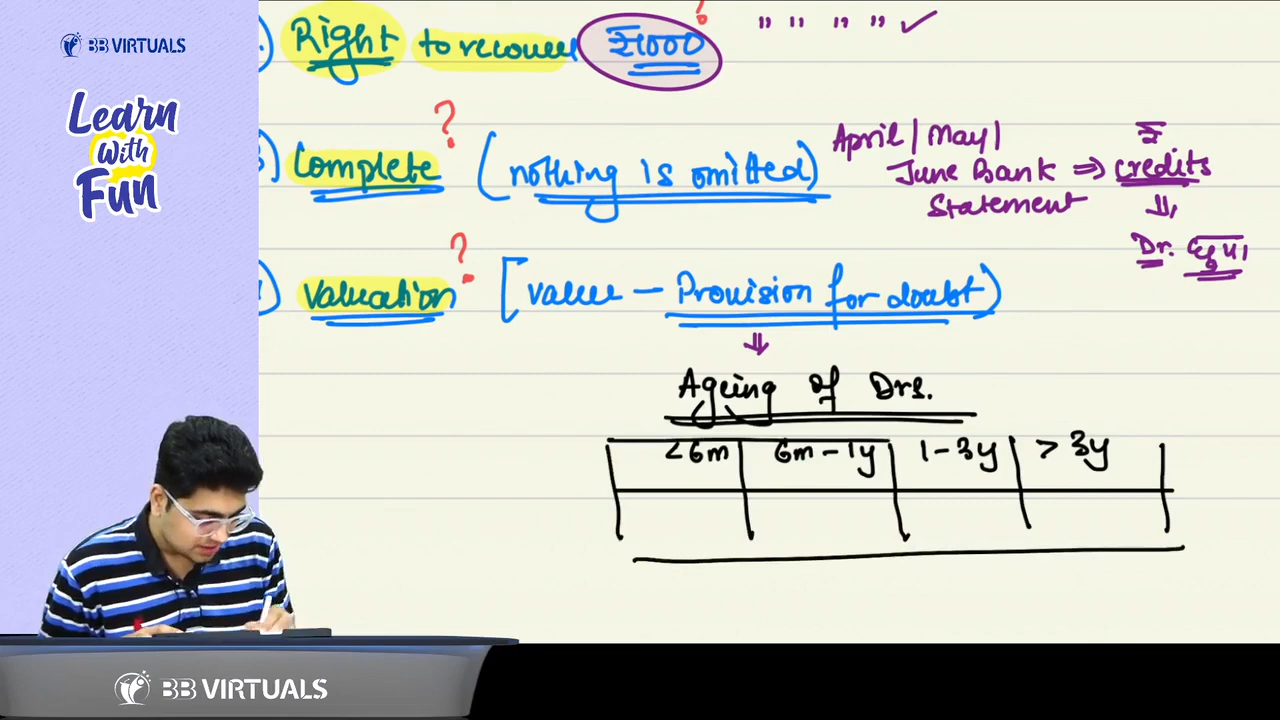 BB VIRTUALS
Learn
with
Fun
) Right to recover ₹1000 ? " " " "
) Complete ? (nothing is omitted)
April/May/
June Bank ⇒ credits
Statement
₹
Dr.
) Valuation ? [value – Provision for doubt)
Ageing of Drs.
<6m 6m – 1y 1 – 3y > 3y
BB VIRTUALS